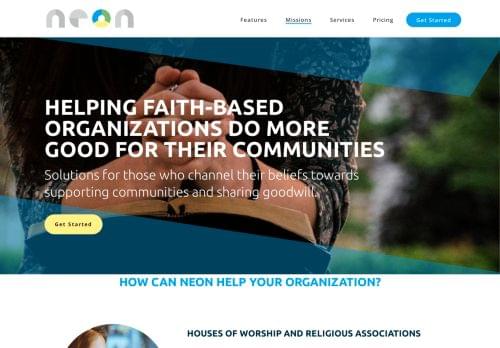 neon
Features
Missions
Services
Pricing
Get Started
HELPING FAITH-BASED
ORGANIZATIONS DO MORE
GOOD FOR THEIR COMMUNITIES
Solutions for those who channel their beliefs towards
supporting communities and sharing goodwill.
Get Started
HOW CAN NEON HELP YOUR ORGANIZATION?
HOUSES OF WORSHIP AND RELIGIOUS ASSOCIATIONS